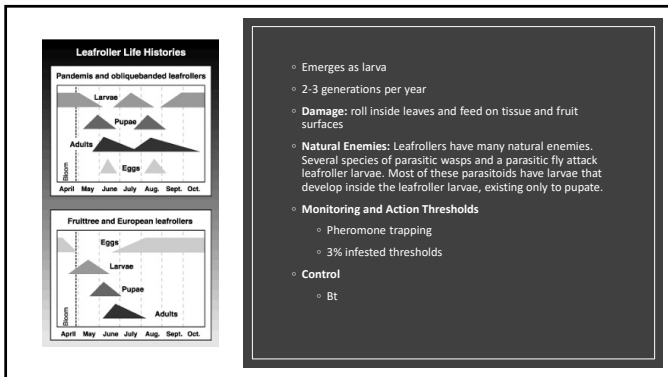 Leafroller Life Histories
Pandemis and obliquebanded leafrollers
Larvae
Pupae
Adults
Eggs
Bloom
April May June July Aug. Sept. Oct.
Fruittree and European leafrollers
Eggs
Larvae
Pupae
Adults
Bloom
April May June July Aug. Sept. Oct.
◦ Emerges as larva
◦ 2-3 generations per year
◦ Damage: roll inside leaves and feed on tissue and fruit
surfaces
◦ Natural Enemies: Leafrollers have many natural enemies.
Several species of parasitic wasps and a parasitic fly attack
leafroller larvae. Most of these parasitoids have larvae that
develop inside the leafroller larvae, existing only to pupate.
◦ Monitoring and Action Thresholds
◦ Pheromone trapping
◦ 3% infested thresholds
◦ Control
◦ Bt